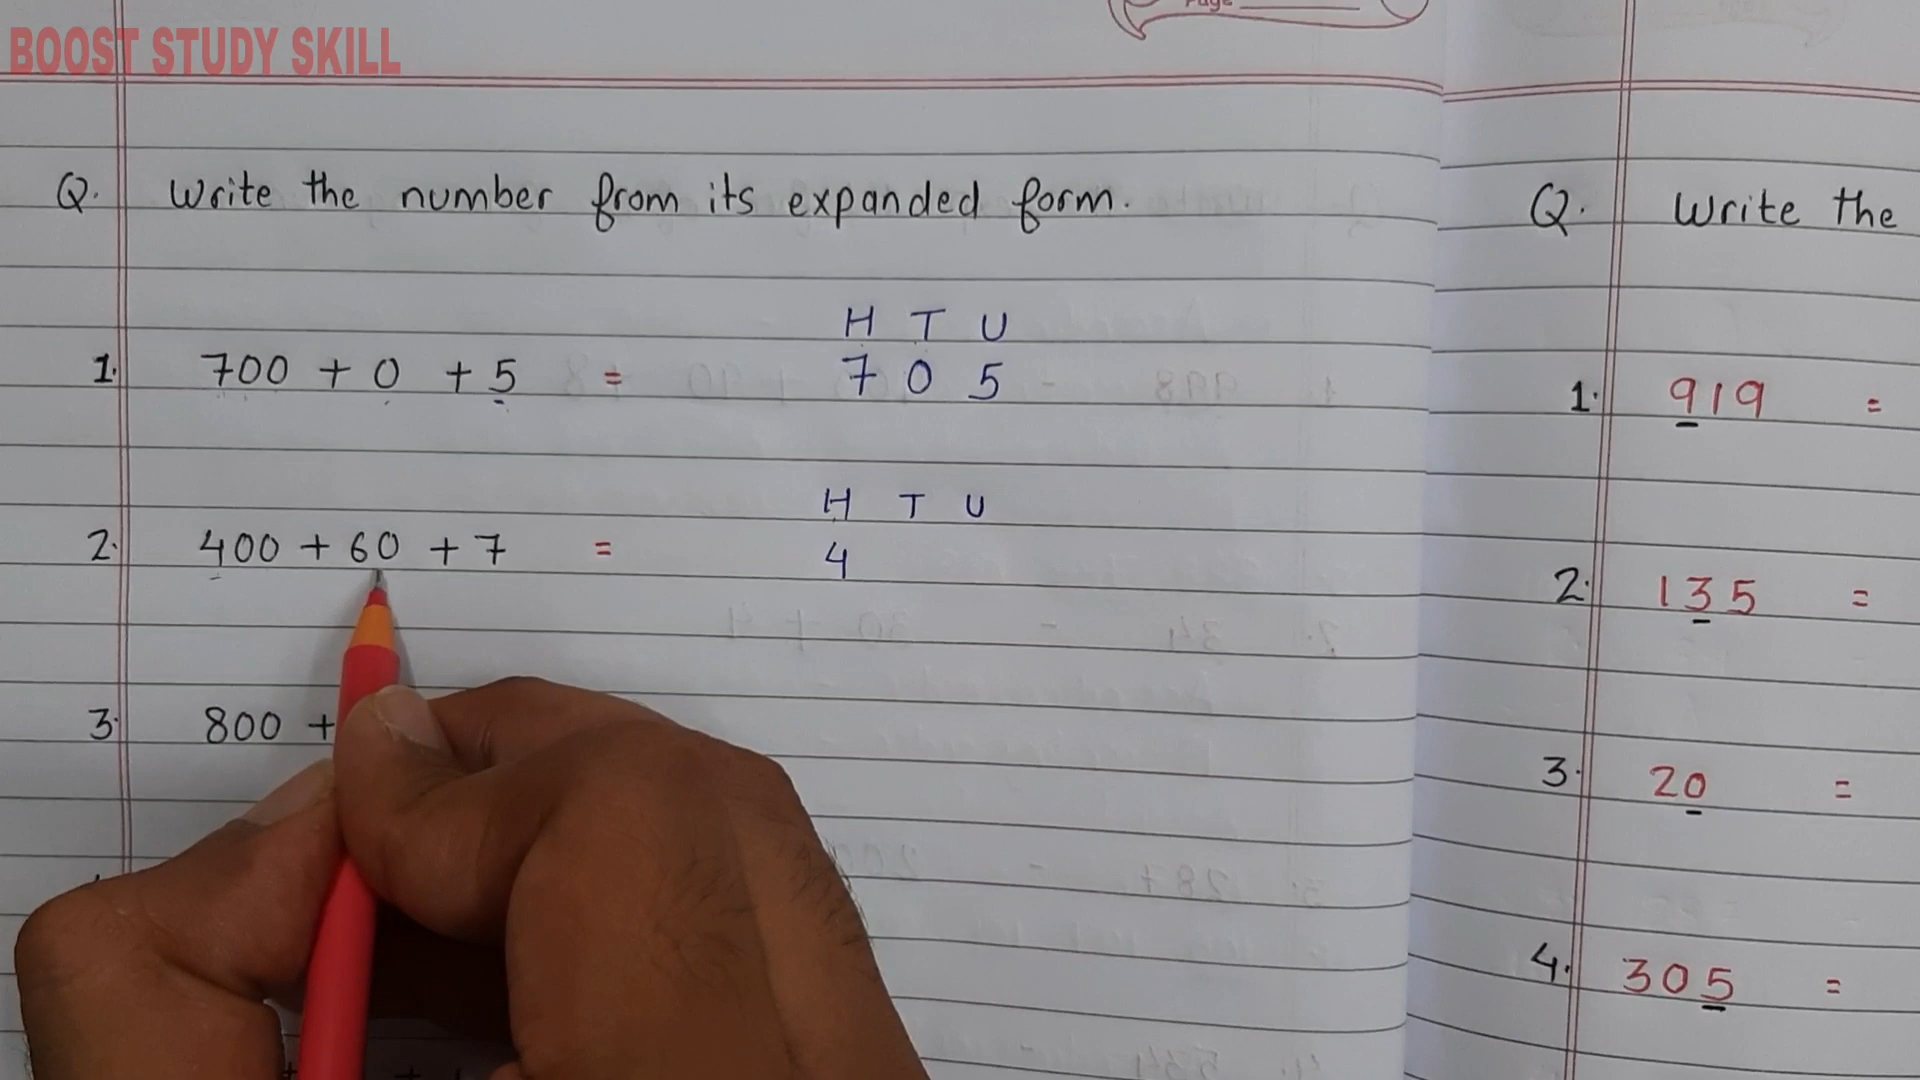 BOOST STUDY SKILL
Page
Q. Write the number from its expanded form.
H T U
1. 700 + 0 + 5 = 7 0 5
H T U
2. 400 + 60 + 7 = 4
3. 800 +
Q. Write the
1. 919 =
2. 135 =
3. 20 =
4. 305 =